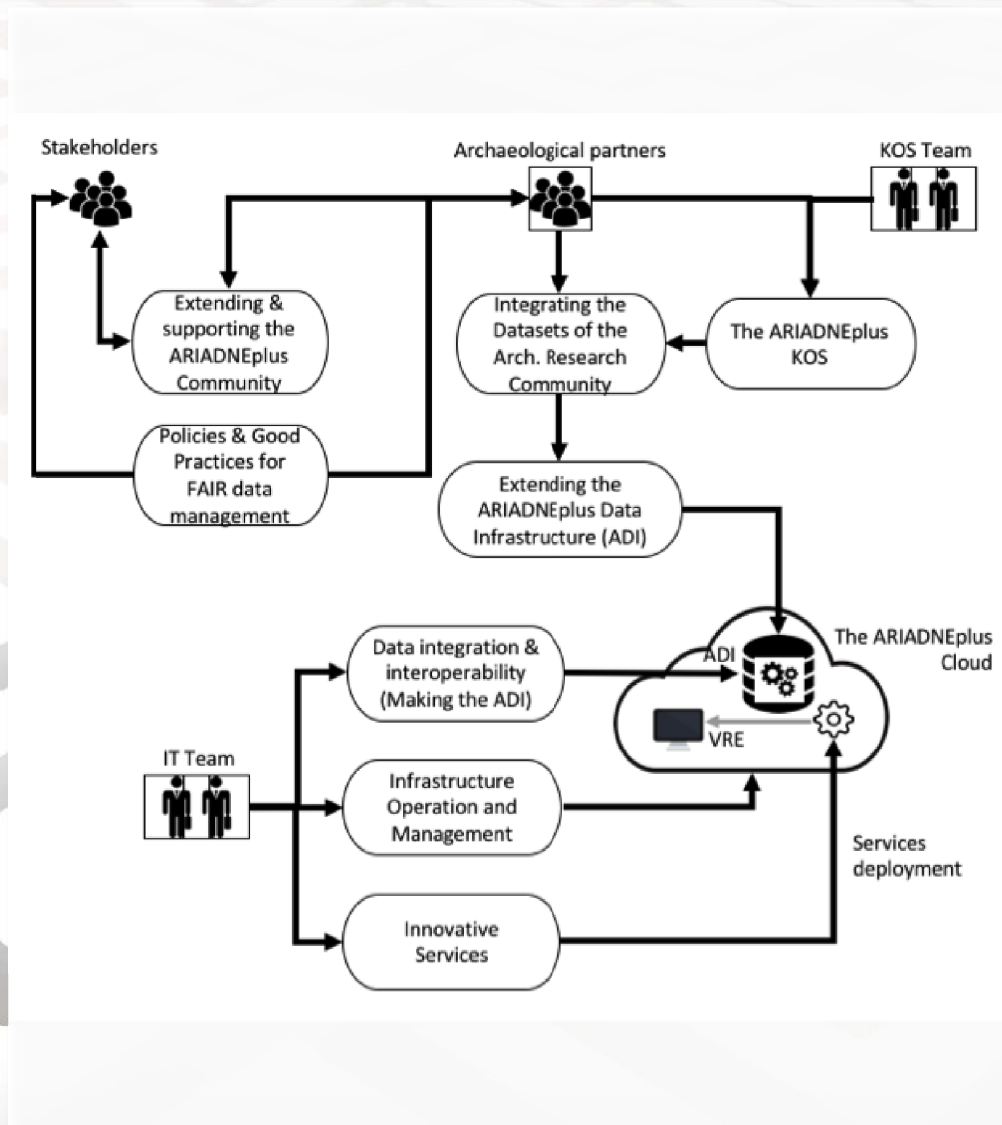 Stakeholders
Archaeological partners
KOS Team
Extending &
supporting the
ARIADNEplus
Community
Integrating the
Datasets of the
Arch. Research
Community
The ARIADNEplus
KOS
Policies & Good
Practices for
FAIR data
management
Extending the
ARIADNEplus Data
Infrastructure (ADI)
Data integration &
interoperability
(Making the ADI)
ADI
The ARIADNEplus
Cloud
VRE
IT Team
Infrastructure
Operation and
Management
Services
deployment
Innovative
Services